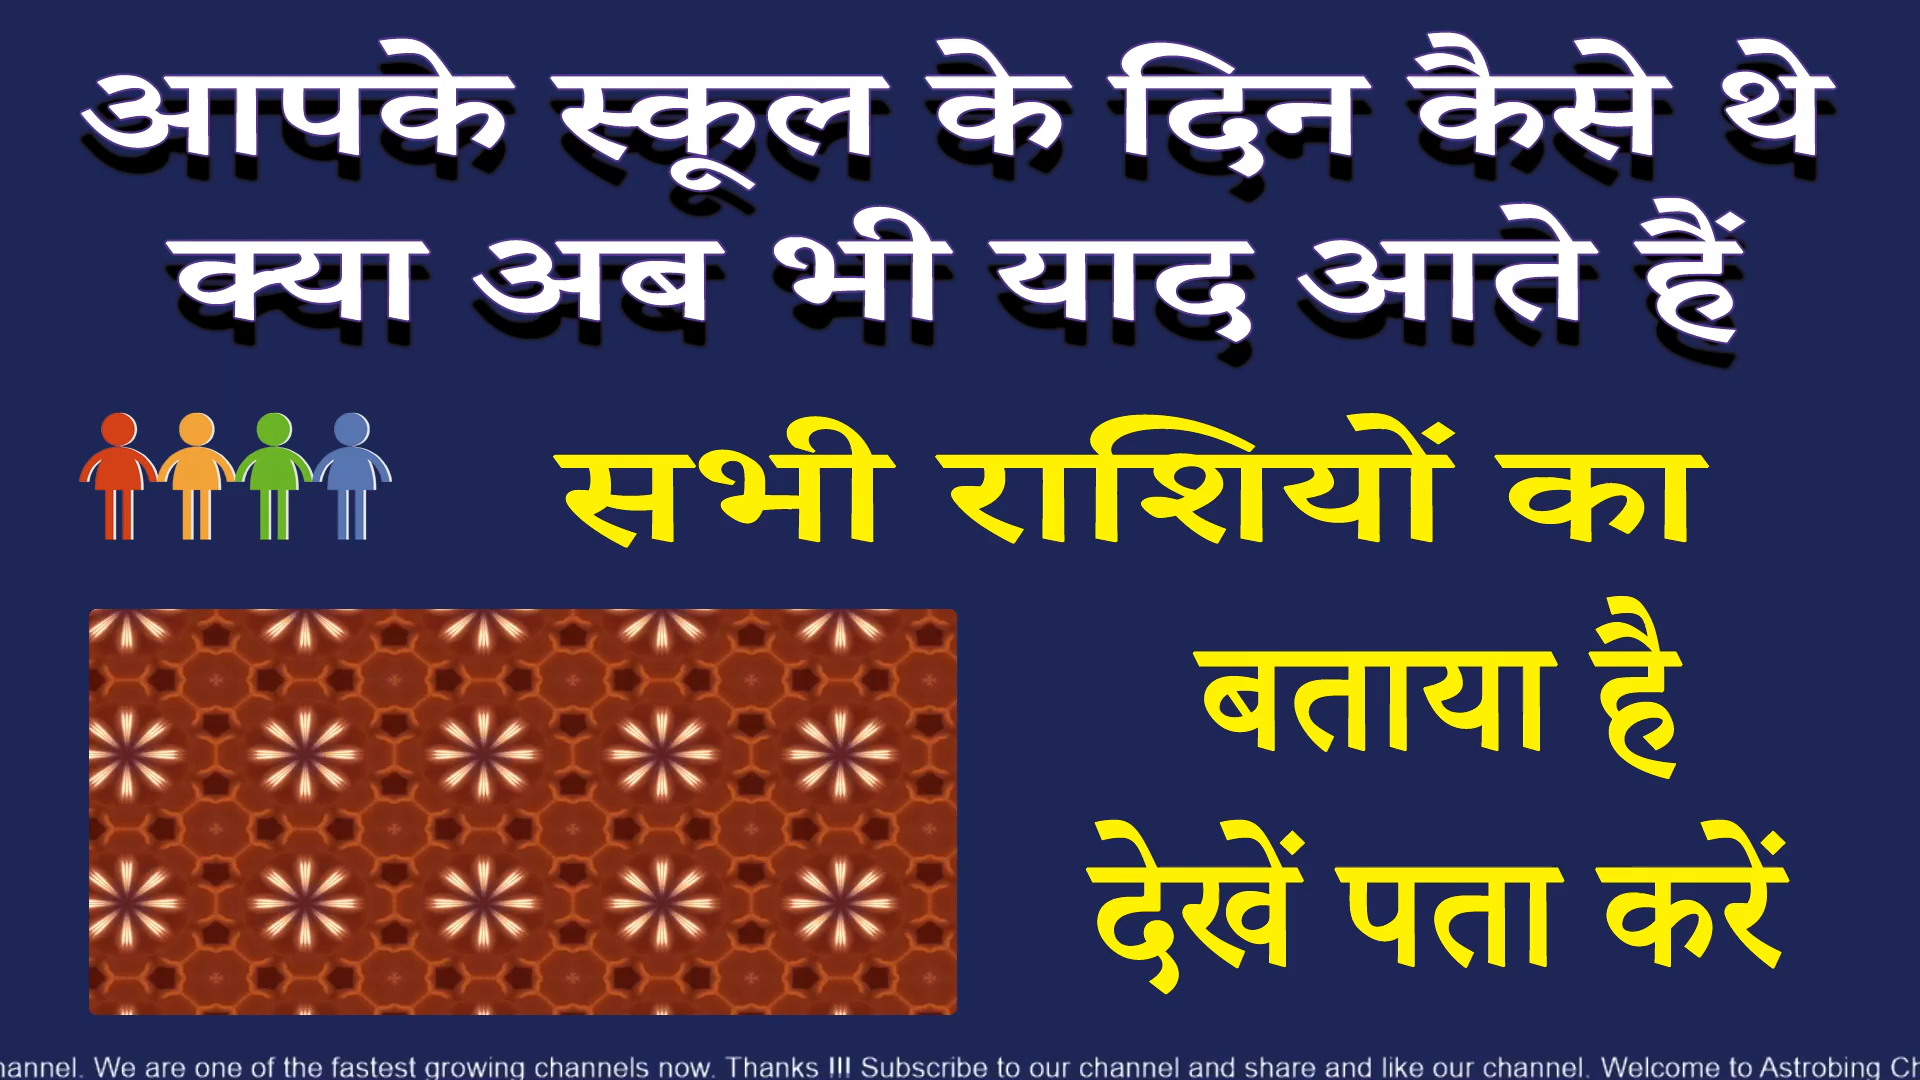 आपके स्कूल के दिन कैसे थे
क्या अब भी याद आते हैं
सभी राशियों का
बताया है
देखें पता करें
annel. We are one of the fastest growing channels now. Thanks !!! Subscribe to our channel and share and like our channel. Welcome to Astrobing Ch